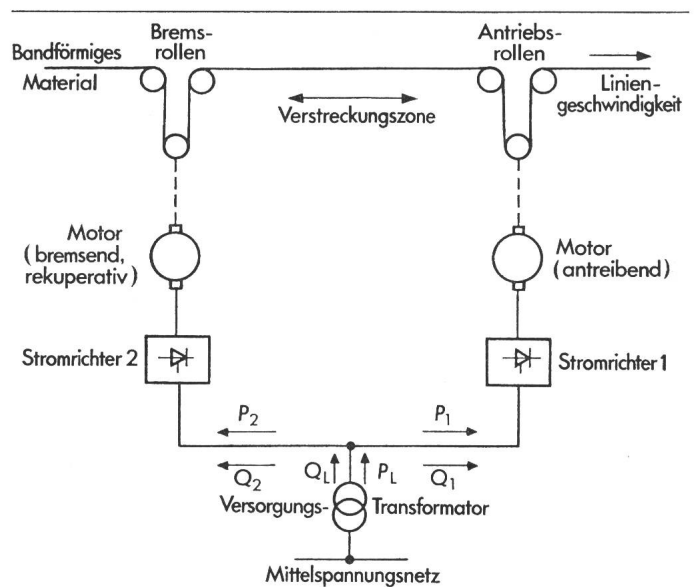 Bandförmiges
Material
Brems-
rollen
Antriebs-
rollen
Linien-
geschwindigkeit
Verstreckungszone
Motor
(bremsend,
rekuperativ)
Motor
(antreibend)
Stromrichter 2
Stromrichter 1
P2
P1
Q2
QL
PL
Q1
Versorgungs-
Transformator
Mittelspannungsnetz